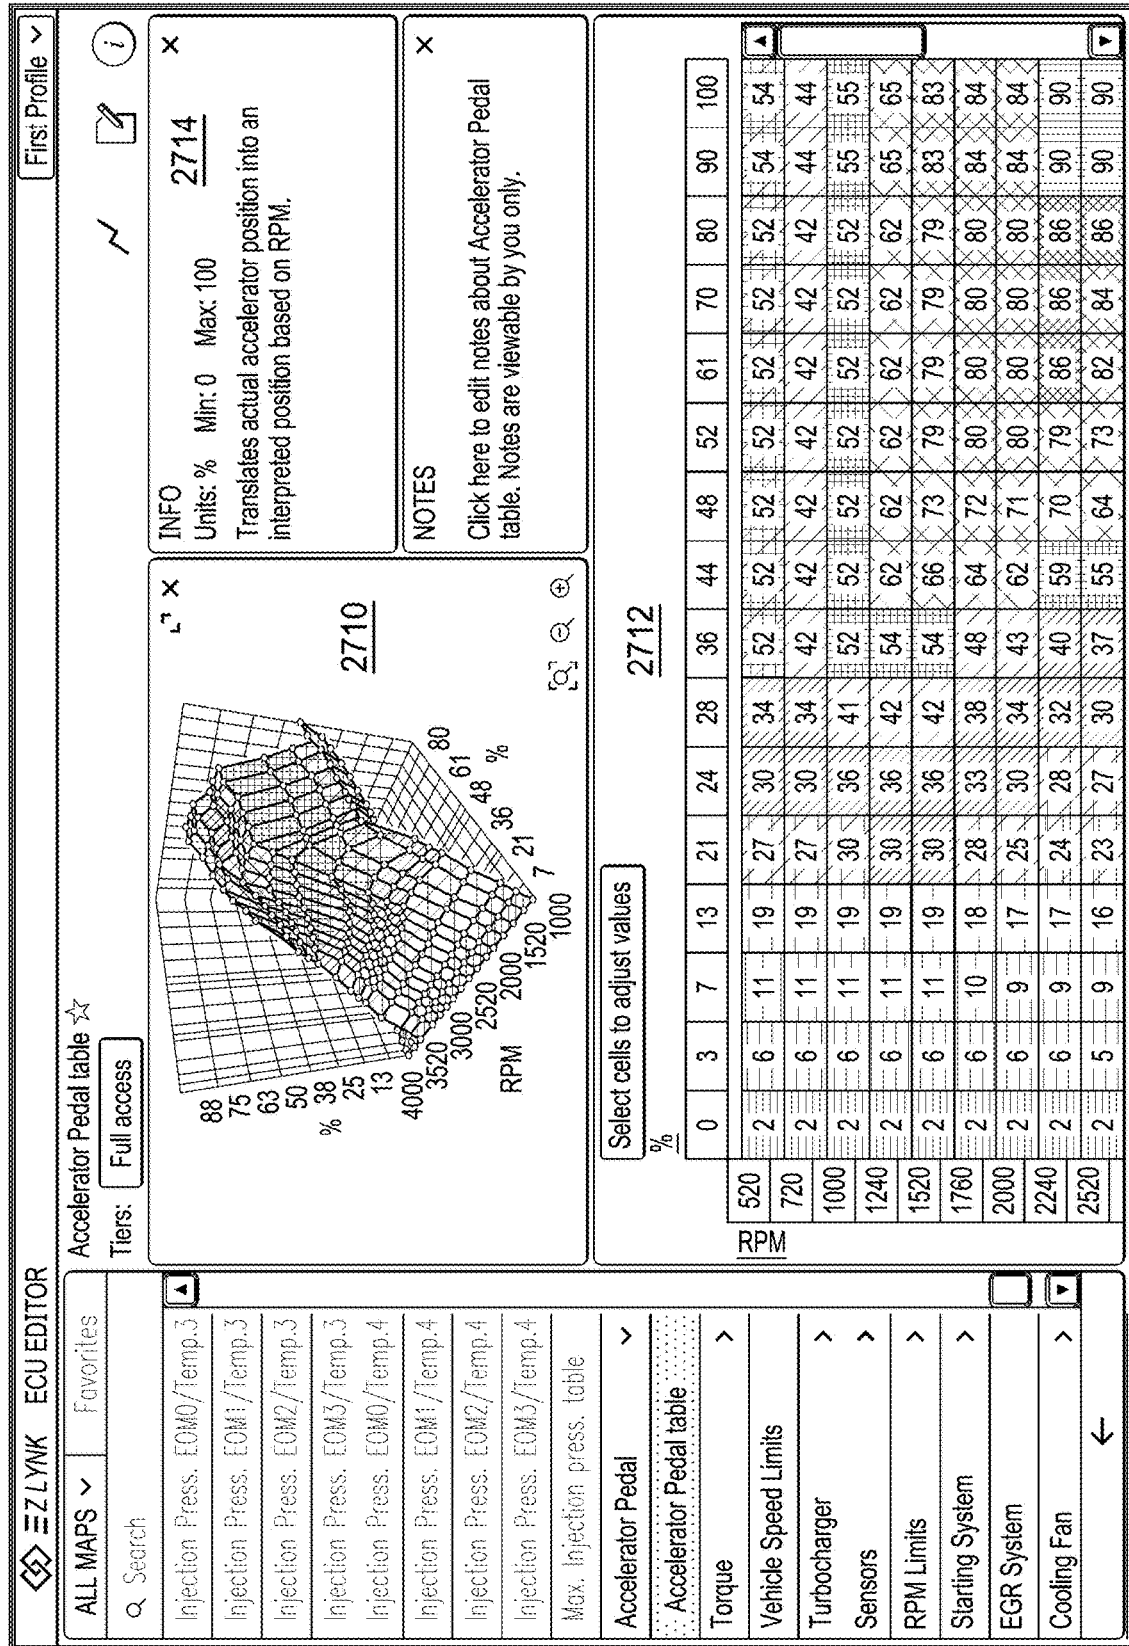 EZ LYNK ECU EDITOR
First Profile
ALL MAPS
Favorites
Search
Injection Press. EOM0/Temp.3
Injection Press. EOM1/Temp.3
Injection Press. EOM2/Temp.3
Injection Press. EOM3/Temp.3
Injection Press. EOM0/Temp.4
Injection Press. EOM1/Temp.4
Injection Press. EOM2/Temp.4
Injection Press. EOM3/Temp.4
Max. Injection press. table
Accelerator Pedal
Accelerator Pedal table
Torque
Vehicle Speed Limits
Turbocharger
Sensors
RPM Limits
Starting System
EGR System
Cooling Fan
Accelerator Pedal table
Tiers: Full access
88
75
63
50
38
25
13
%
4000
3520
3000
2520
2000
1520
1000
RPM
7
21
36
48
61
80
%
2710
INFO
2714
Units: % Min: 0 Max: 100
Translates actual accelerator position into an
interpreted position based on RPM.
NOTES
Click here to edit notes about Accelerator Pedal
table. Notes are viewable by you only.
Select cells to adjust values
2712
%
0 3 7 13 21 24 28 36 44 48 52 61 70 80 90 100
RPM
520 2 6 11 19 27 30 34 52 52 52 52 52 52 52 54 54
720 2 6 11 19 27 30 34 42 42 42 42 42 42 42 44 44
1000 2 6 11 19 30 36 41 52 52 52 52 52 52 52 55 55
1240 2 6 11 19 30 36 42 54 62 62 62 62 62 62 65 65
1520 2 6 11 19 30 36 42 54 66 73 79 79 79 79 83 83
1760 2 6 10 18 28 33 38 48 64 72 80 80 80 80 84 84
2000 2 6 9 17 25 30 34 43 62 71 80 80 80 80 84 84
2240 2 6 9 17 24 28 32 40 59 70 79 86 86 86 90 90
2520 2 5 9 16 23 27 30 37 55 64 73 82 84 86 90 90